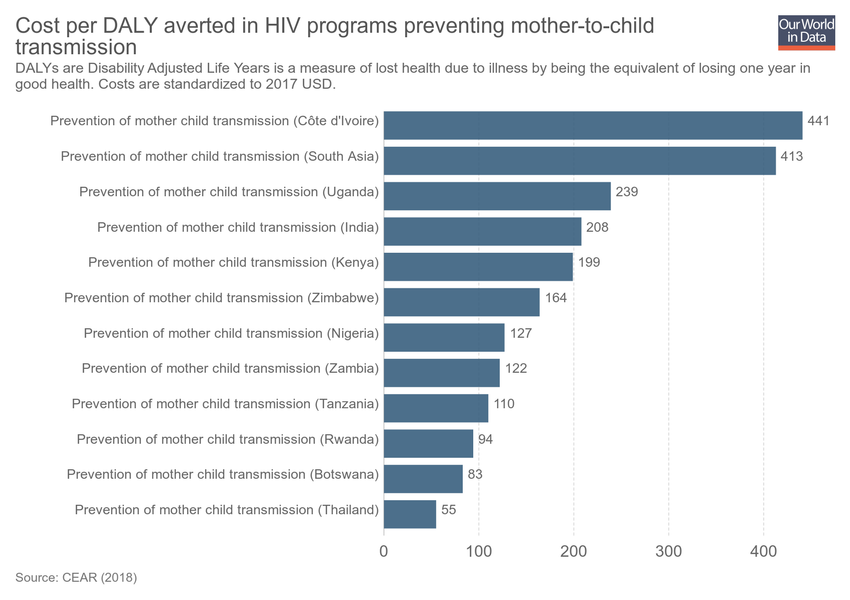 Cost per DALY averted in HIV programs preventing mother-to-child
transmission
Our World
in Data
DALYs are Disability Adjusted Life Years is a measure of lost health due to illness by being the equivalent of losing one year in
good health. Costs are standardized to 2017 USD.
Prevention of mother child transmission (Côte d'Ivoire) 441
Prevention of mother child transmission (South Asia) 413
Prevention of mother child transmission (Uganda) 239
Prevention of mother child transmission (India) 208
Prevention of mother child transmission (Kenya) 199
Prevention of mother child transmission (Zimbabwe) 164
Prevention of mother child transmission (Nigeria) 127
Prevention of mother child transmission (Zambia) 122
Prevention of mother child transmission (Tanzania) 110
Prevention of mother child transmission (Rwanda) 94
Prevention of mother child transmission (Botswana) 83
Prevention of mother child transmission (Thailand) 55
0 100 200 300 400
Source: CEAR (2018)